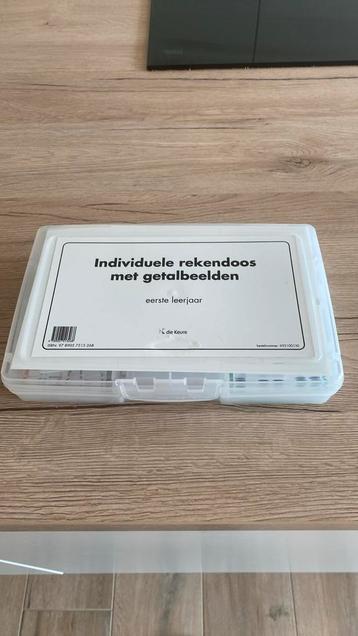 Individuele rekendoos
met getalbeelden
eerste leerjaar
die Keure